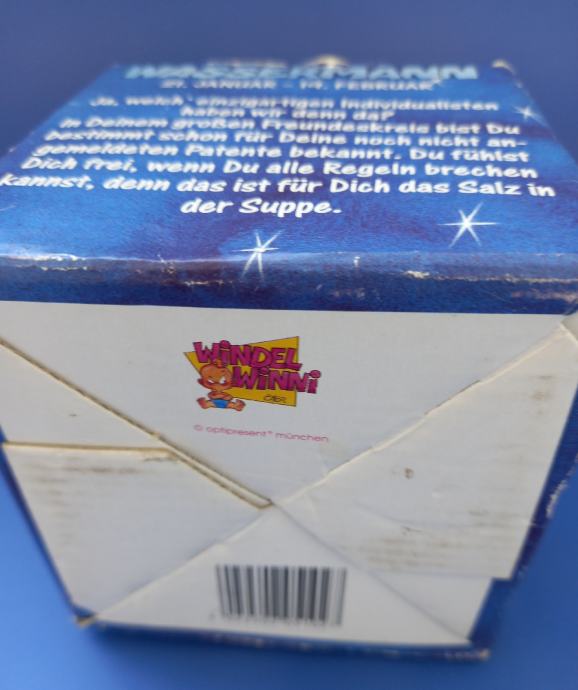 WASSERMANN
21. JANUAR - 14. FEBRUAR
Ja, welch' einzigartigen Individualisten
haben wir denn da?
In Deinem großen Freundeskreis bist Du
bestimmt schon für Deine noch nicht an-
gemeldeten Patente bekannt. Du fühlst
Dich frei, wenn Du alle Regeln brechen
kannst, denn das ist für Dich das Salz in
der Suppe.
WINDEL
WINNI
© optipresent® münchen